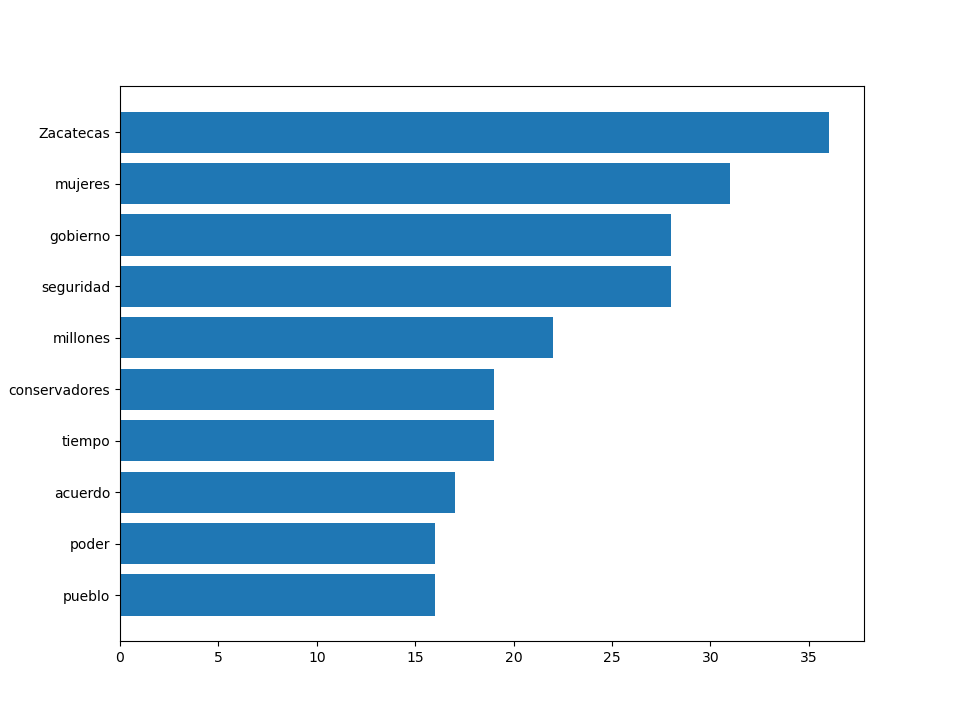 Zacatecas
mujeres
gobierno
seguridad
millones
conservadores
tiempo
acuerdo
poder
pueblo
0 5 10 15 20 25 30 35